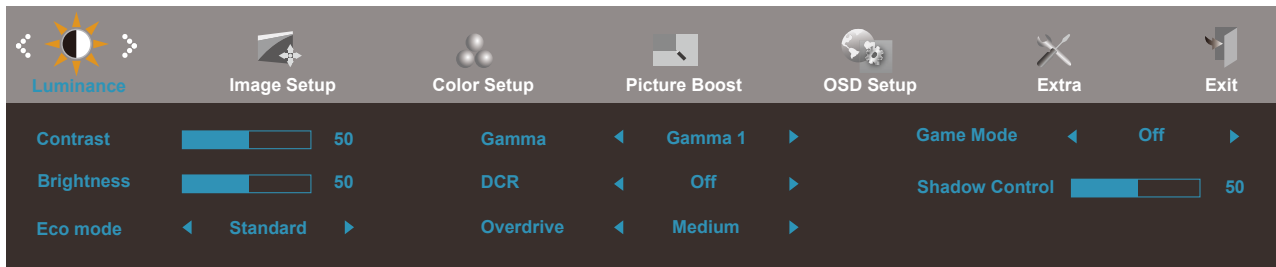 Luminance Image Setup Color Setup Picture Boost OSD Setup Extra Exit
Contrast 50 Gamma Gamma 1 Game Mode Off
Brightness 50 DCR Off Shadow Control 50
Eco mode Standard Overdrive Medium